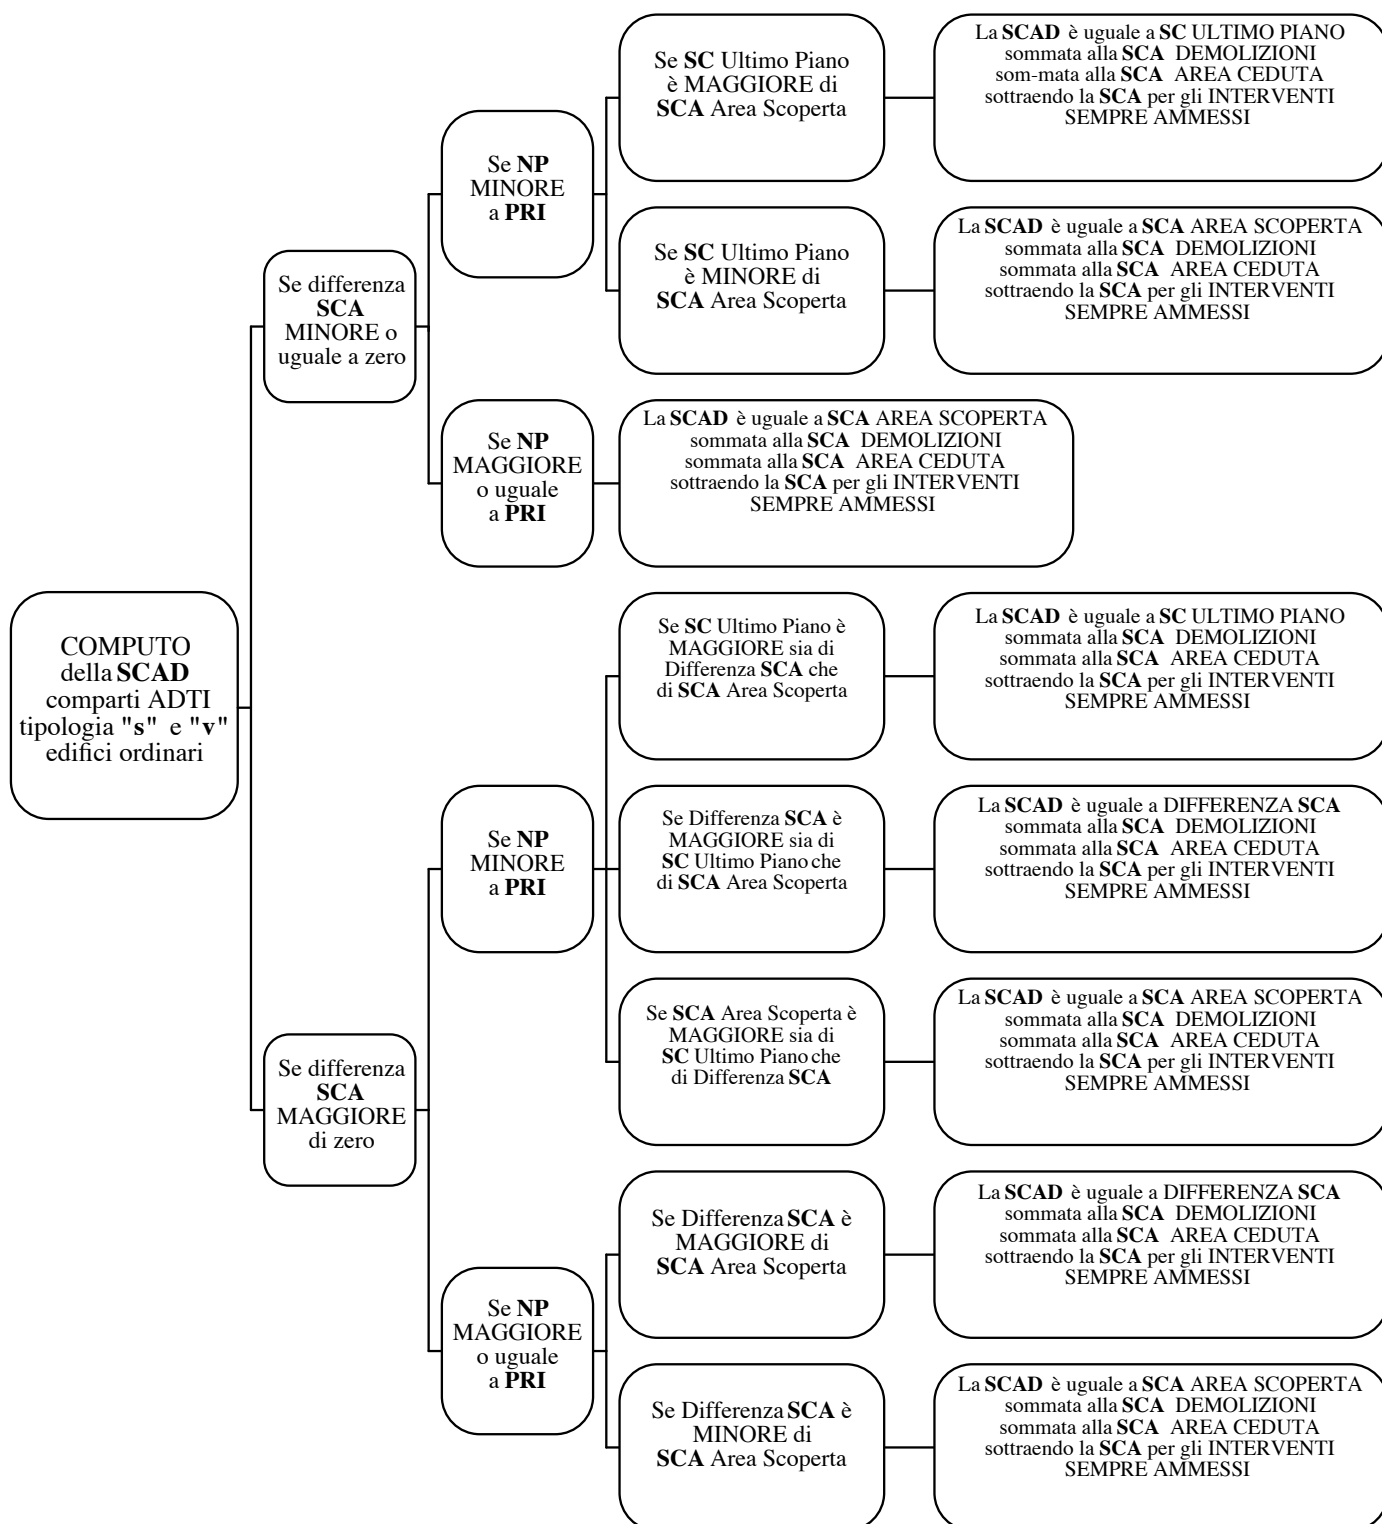 COMPUTO
della SCAD
comparti ADTI
tipologia "s" e "v"
edifici ordinari
Se differenza
SCA
MINORE o
uguale a zero
Se NP
MINORE
a PRI
Se SC Ultimo Piano
è MAGGIORE di
SCA Area Scoperta
La SCAD è uguale a SC ULTIMO PIANO
sommata alla SCA DEMOLIZIONI
som-mata alla SCA AREA CEDUTA
sottraendo la SCA per gli INTERVENTI
SEMPRE AMMESSI
Se SC Ultimo Piano
è MINORE di
SCA Area Scoperta
La SCAD è uguale a SCA AREA SCOPERTA
sommata alla SCA DEMOLIZIONI
sommata alla SCA AREA CEDUTA
sottraendo la SCA per gli INTERVENTI
SEMPRE AMMESSI
Se NP
MAGGIORE
o uguale
a PRI
La SCAD è uguale a SCA AREA SCOPERTA
sommata alla SCA DEMOLIZIONI
sommata alla SCA AREA CEDUTA
sottraendo la SCA per gli INTERVENTI
SEMPRE AMMESSI
Se differenza
SCA
MAGGIORE
di zero
Se NP
MINORE
a PRI
Se SC Ultimo Piano è
MAGGIORE sia di
Differenza SCA che
di SCA Area Scoperta
La SCAD è uguale a SC ULTIMO PIANO
sommata alla SCA DEMOLIZIONI
sommata alla SCA AREA CEDUTA
sottraendo la SCA per gli INTERVENTI
SEMPRE AMMESSI
Se Differenza SCA è
MAGGIORE sia di
SC Ultimo Piano che
di SCA Area Scoperta
La SCAD è uguale a DIFFERENZA SCA
sommata alla SCA DEMOLIZIONI
sommata alla SCA AREA CEDUTA
sottraendo la SCA per gli INTERVENTI
SEMPRE AMMESSI
Se SCA Area Scoperta è
MAGGIORE sia di
SC Ultimo Piano che
di Differenza SCA
La SCAD è uguale a SCA AREA SCOPERTA
sommata alla SCA DEMOLIZIONI
sommata alla SCA AREA CEDUTA
sottraendo la SCA per gli INTERVENTI
SEMPRE AMMESSI
Se NP
MAGGIORE
o uguale
a PRI
Se Differenza SCA è
MAGGIORE di
SCA Area Scoperta
La SCAD è uguale a DIFFERENZA SCA
sommata alla SCA DEMOLIZIONI
sommata alla SCA AREA CEDUTA
sottraendo la SCA per gli INTERVENTI
SEMPRE AMMESSI
Se Differenza SCA è
MINORE di
SCA Area Scoperta
La SCAD è uguale a SCA AREA SCOPERTA
sommata alla SCA DEMOLIZIONI
sommata alla SCA AREA CEDUTA
sottraendo la SCA per gli INTERVENTI
SEMPRE AMMESSI